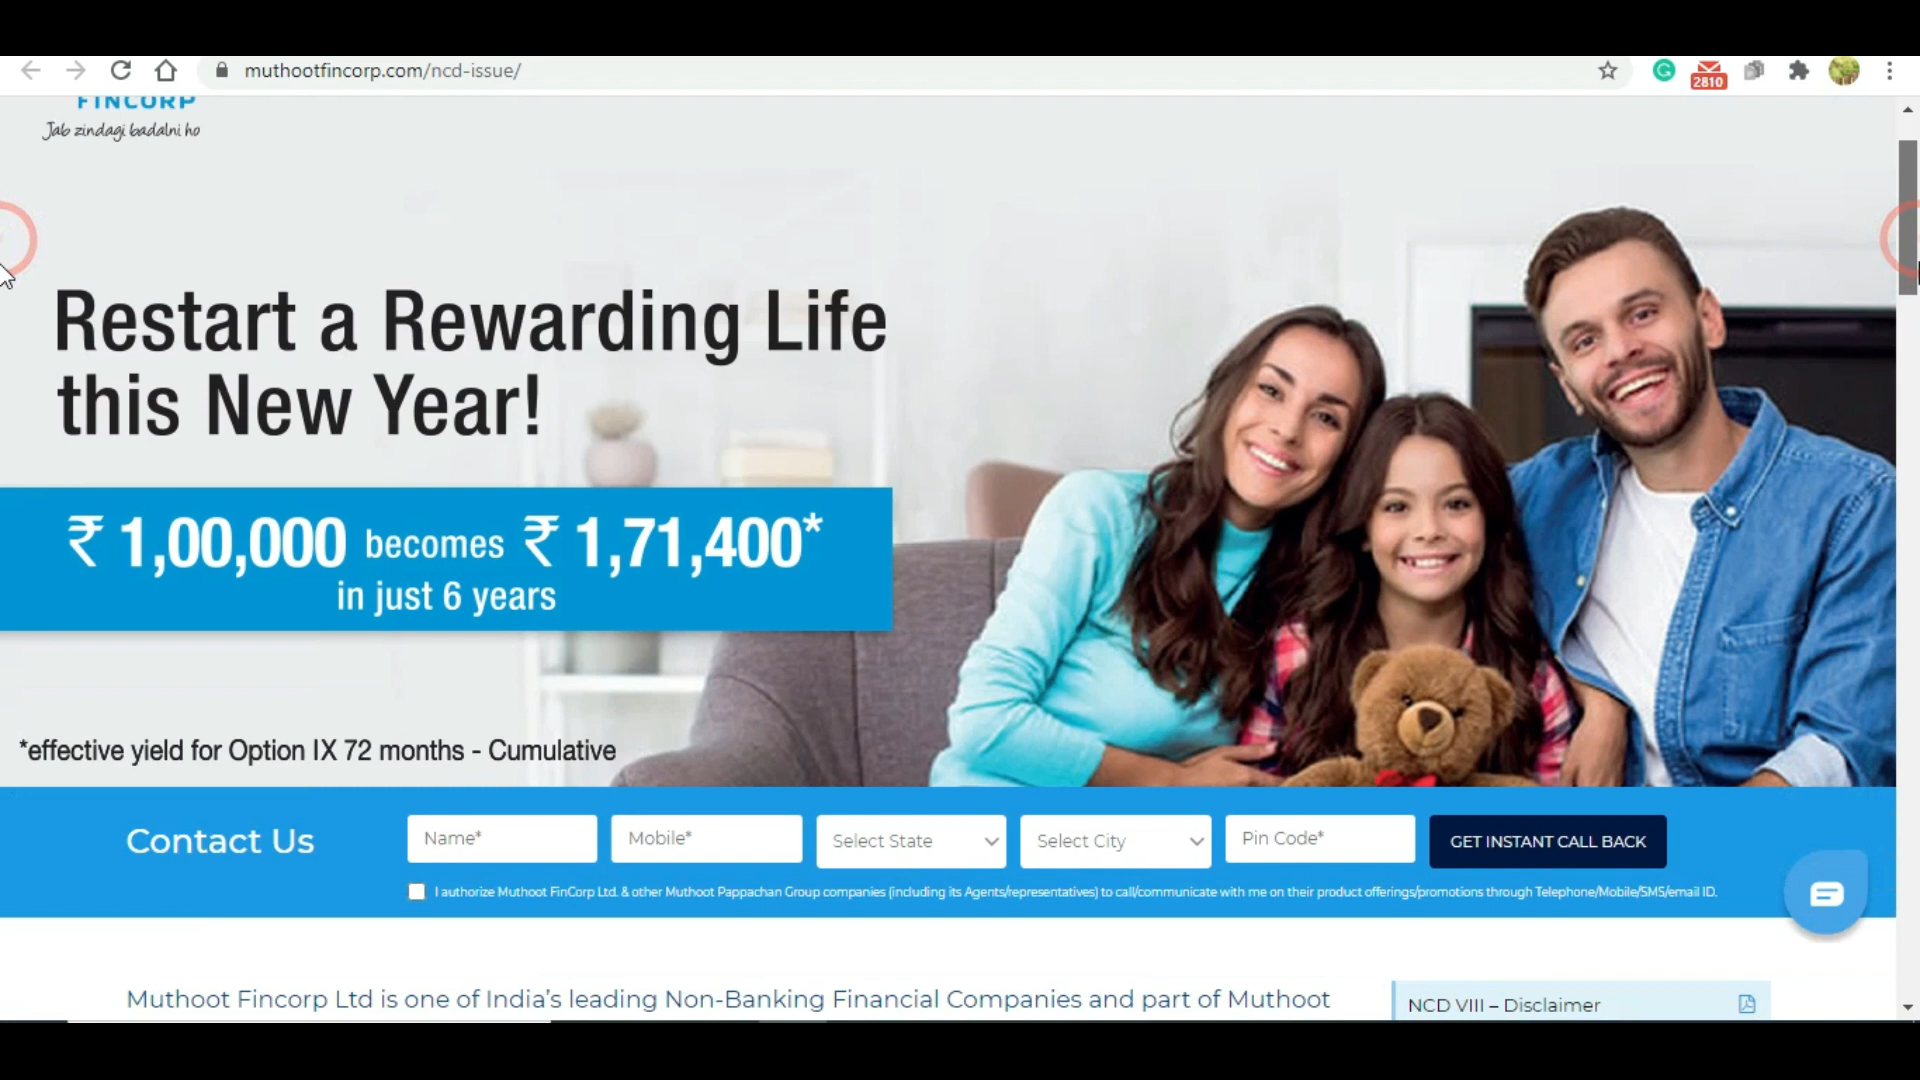 muthootfincorp.com/ncd-issue/
2810
FINCORP
Jab zindagi badalni ho
Restart a Rewarding Life
this New Year!
₹ 1,00,000 becomes ₹ 1,71,400*
in just 6 years
*effective yield for Option IX 72 months - Cumulative
Contact Us
Name*
Mobile*
Select State
Select City
Pin Code*
GET INSTANT CALL BACK
I authorize Muthoot FinCorp Ltd. & other Muthoot Pappachan Group companies (including its Agents/representatives) to call/communicate with me on their product offerings/promotions through Telephone/Mobile/SMS/email ID.
Muthoot Fincorp Ltd is one of India’s leading Non-Banking Financial Companies and part of Muthoot
NCD VIII – Disclaimer